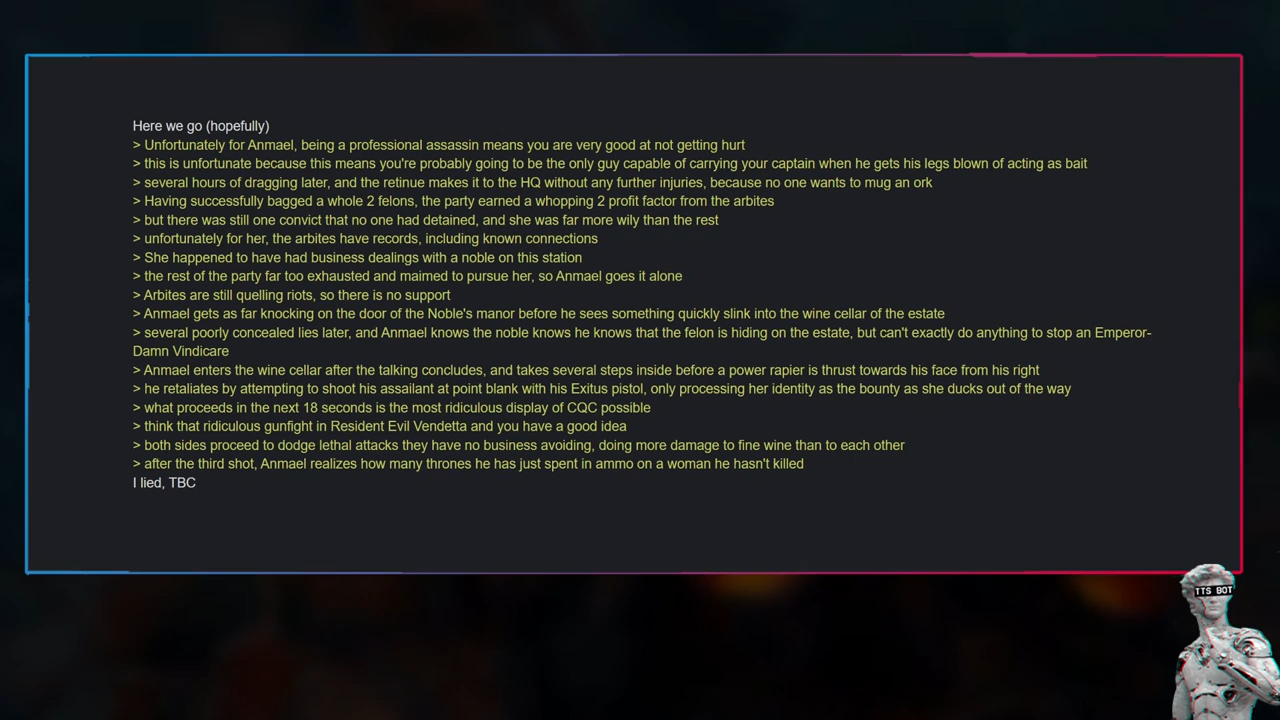 Here we go (hopefully)
> Unfortunately for Anmael, being a professional assassin means you are very good at not getting hurt
> this is unfortunate because this means you're probably going to be the only guy capable of carrying your captain when he gets his legs blown of acting as bait
> several hours of dragging later, and the retinue makes it to the HQ without any further injuries, because no one wants to mug an ork
> Having successfully bagged a whole 2 felons, the party earned a whopping 2 profit factor from the arbites
> but there was still one convict that no one had detained, and she was far more wily than the rest
> unfortunately for her, the arbites have records, including known connections
> She happened to have had business dealings with a noble on this station
> the rest of the party far too exhausted and maimed to pursue her, so Anmael goes it alone
> Arbites are still quelling riots, so there is no support
> Anmael gets as far knocking on the door of the Noble's manor before he sees something quickly slink into the wine cellar of the estate
> several poorly concealed lies later, and Anmael knows the noble knows he knows that the felon is hiding on the estate, but can't exactly do anything to stop an Emperor-
Damn Vindicare
> Anmael enters the wine cellar after the talking concludes, and takes several steps inside before a power rapier is thrust towards his face from his right
> he retaliates by attempting to shoot his assailant at point blank with his Exitus pistol, only processing her identity as the bounty as she ducks out of the way
> what proceeds in the next 18 seconds is the most ridiculous display of CQC possible
> think that ridiculous gunfight in Resident Evil Vendetta and you have a good idea
> both sides proceed to dodge lethal attacks they have no business avoiding, doing more damage to fine wine than to each other
> after the third shot, Anmael realizes how many thrones he has just spent in ammo on a woman he hasn't killed
I lied, TBC
TTS BOT